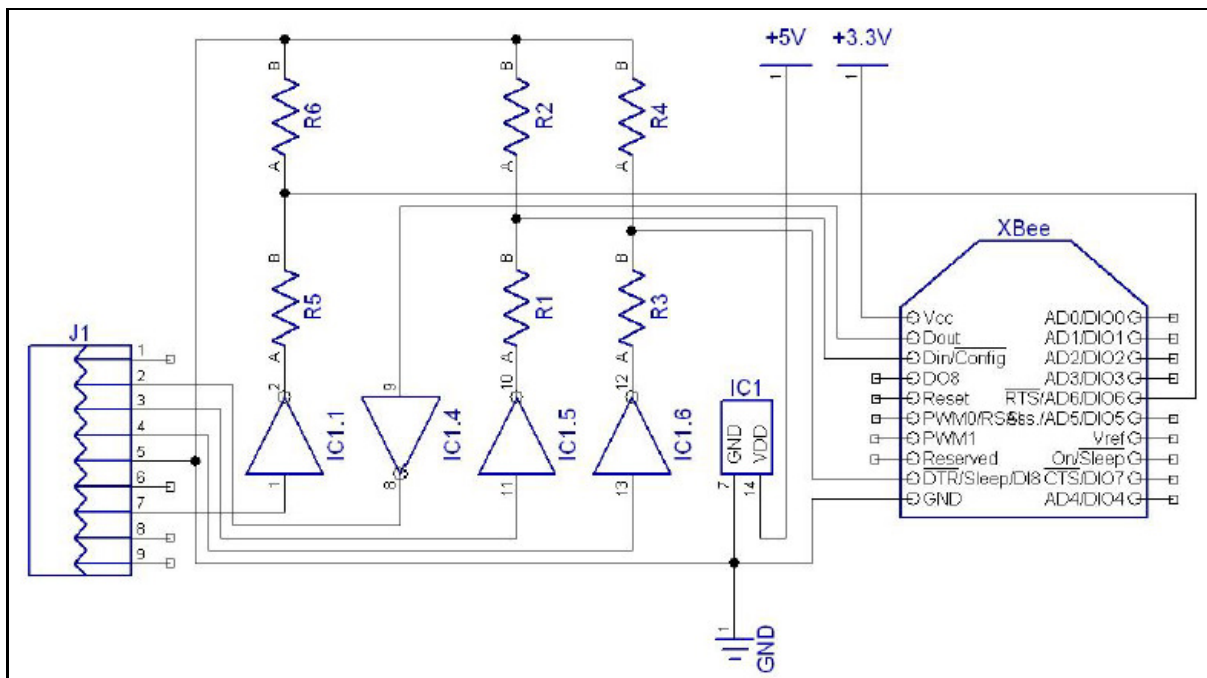 +5V
+3.3V
1
1
B
B
B
R6
R2
R4
A
A
A
XBee
B
B
B
R5
R1
R3
A
A
A
J1
1
2
3
4
5
6
7
8
9
2
9
10
12
IC1.1
IC1.4
IC1.5
IC1.6
1
8
11
13
IC1
GND
VDD
7
14
Vcc
AD0/DIO0
Dout
AD1/DIO1
Din/Config
AD2/DIO2
DO8
AD3/DIO3
Reset
RTS/AD6/DIO6
PWM0/RS
Ass./AD5/DIO5
PWM1
Vref
Reserved
On/Sleep
DTR/Sleep/DI8
CTS/DIO7
GND
AD4/DIO4
1
GND